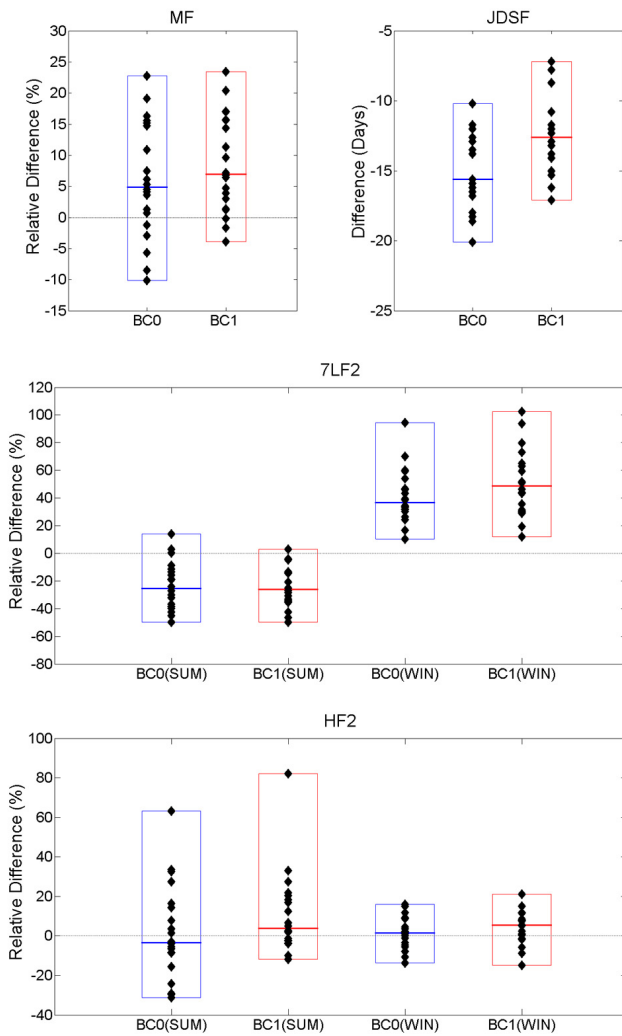 MF
JDSF
Relative Difference (%)
30
25
20
15
10
5
0
-5
-10
-15
BC0 BC1
Difference (Days)
-5
-10
-15
-20
-25
BC0 BC1
7LF2
Relative Difference (%)
120
100
80
60
40
20
0
-20
-40
-60
-80
BC0(SUM) BC1(SUM) BC0(WIN) BC1(WIN)
HF2
Relative Difference (%)
100
80
60
40
20
0
-20
-40
BC0(SUM) BC1(SUM) BC0(WIN) BC1(WIN)